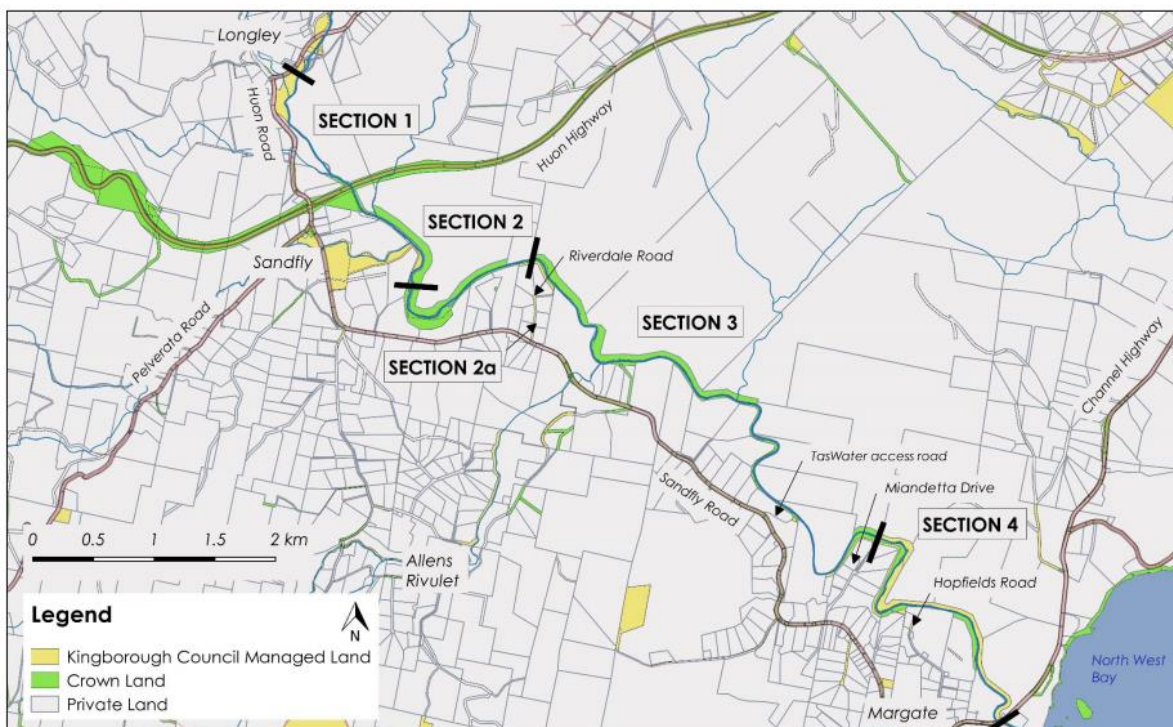 Longley
Huon Road
SECTION 1
Huon Highway
SECTION 2
Riverdale Road
Sandfly
SECTION 3
Pelverata Road
SECTION 2a
Channel Highway
TasWater access road
Sandfly Road
Miandetta Drive
SECTION 4
0 0.5 1 2 km
Allens
Rivulet
Hopfields Road
Legend
N
Kingborough Council Managed Land
Crown Land
Private Land
North West
Bay
Margate